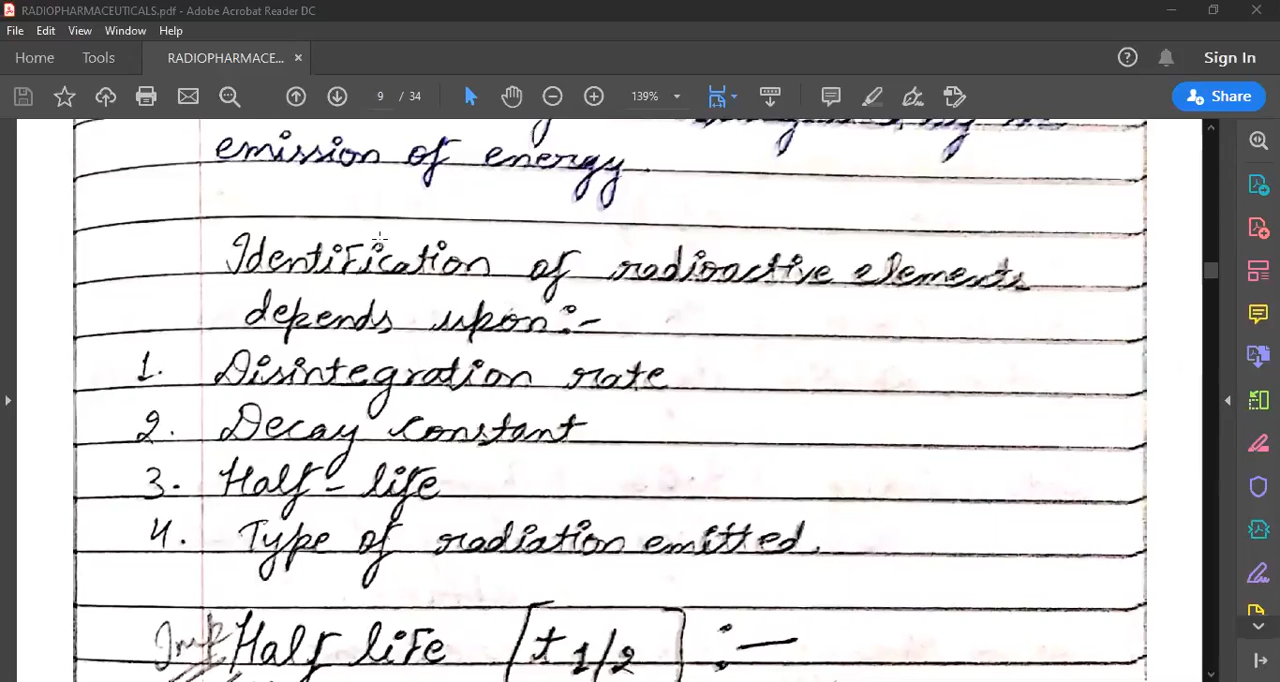 RADIOPHARMACEUTICALS.pdf - Adobe Acrobat Reader DC
File Edit View Window Help
Home Tools RADIOPHARMACE... × Sign In
9 / 34 139% Share
emission of energy
Identification of radioactive elements
depends upon:-
1. Disintegration rate
2. Decay constant
3. Half-life
4. Type of radiation emitted.
Imp Half life [t 1/2] :-